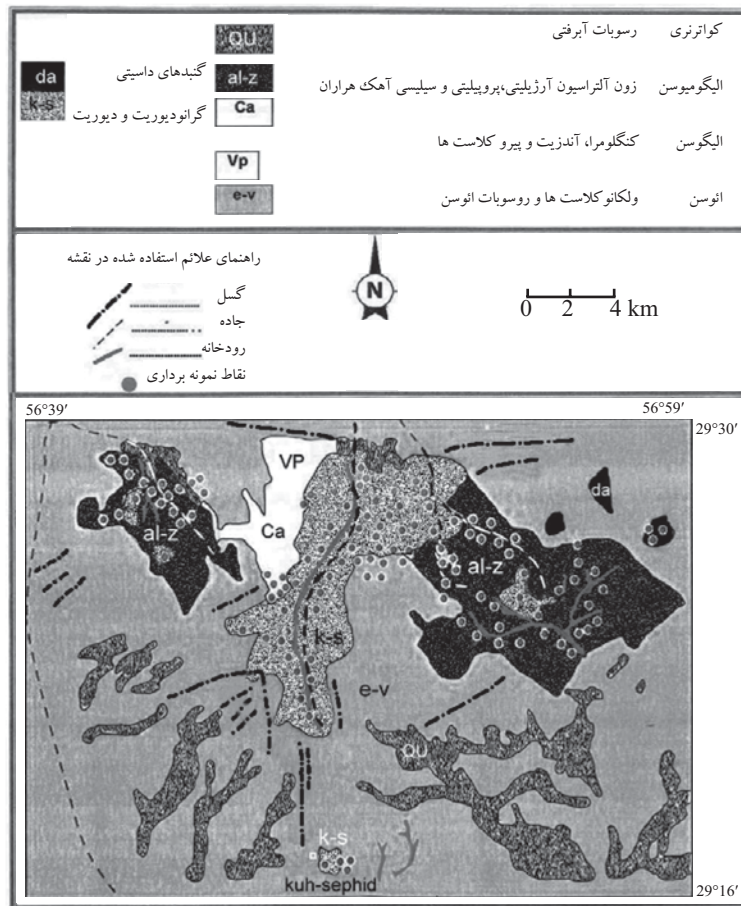 کواترنری رسوبات آبرفتی QU
الیگومیوسن زون آلتراسیون آرژیلیتی،پروپیلیتی و سیلیسی آهک هراران al-z گنبدهای داسیتی da
Ca گرانودیوریت و دیوریت k-s
الیگوسن کنگلومرا، آندزیت و پیرو کلاست ها Vp
ائوسن ولکانوکلاست ها و روسوبات ائوسن e-v
راهنمای علائم استفاده شده در نقشه
گسل
جاده
رودخانه
نقاط نمونه برداری
N
0 2 4 km
56°39′ 56°59′
29°30′
VP
da
Ca
al-z
al-z
k-s
e-v
QU
k-s
kuh-sephid
29°16′